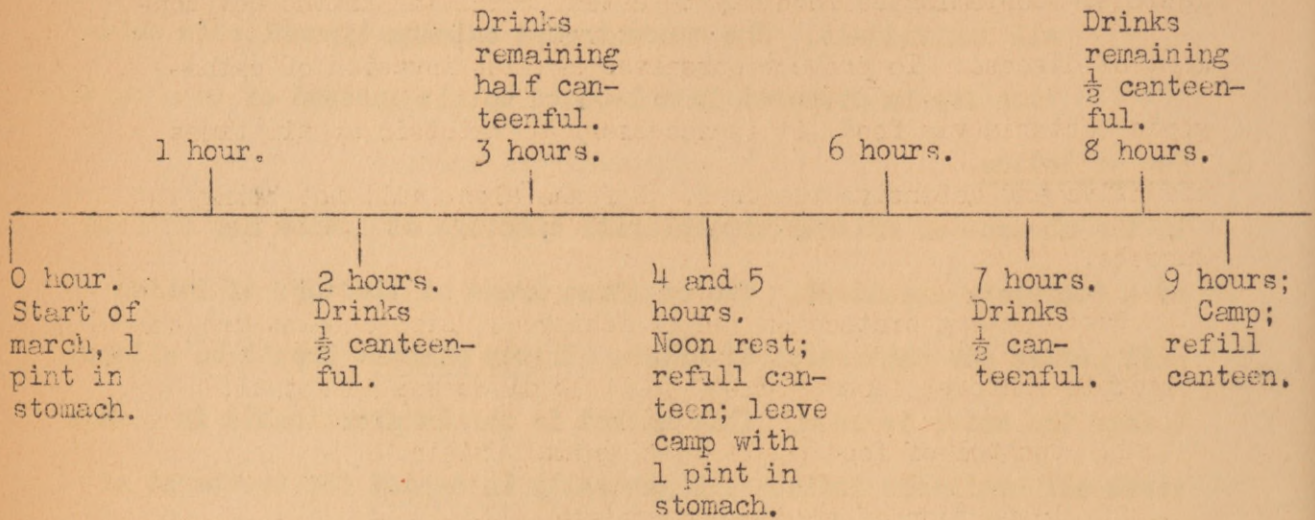 Drinks
remaining
half can-
teenful.
3 hours.
Drinks
remaining
½ canteen-
ful.
8 hours.
1 hour.
6 hours.
0 hour.
Start of
march, 1
pint in
stomach.
2 hours.
Drinks
½ canteen-
ful.
4 and 5
hours.
Noon rest;
refill can-
teen; leave
camp with
1 pint in
stomach.
7 hours.
Drinks
½ can-
teenful.
9 hours;
Camp;
refill
canteen.